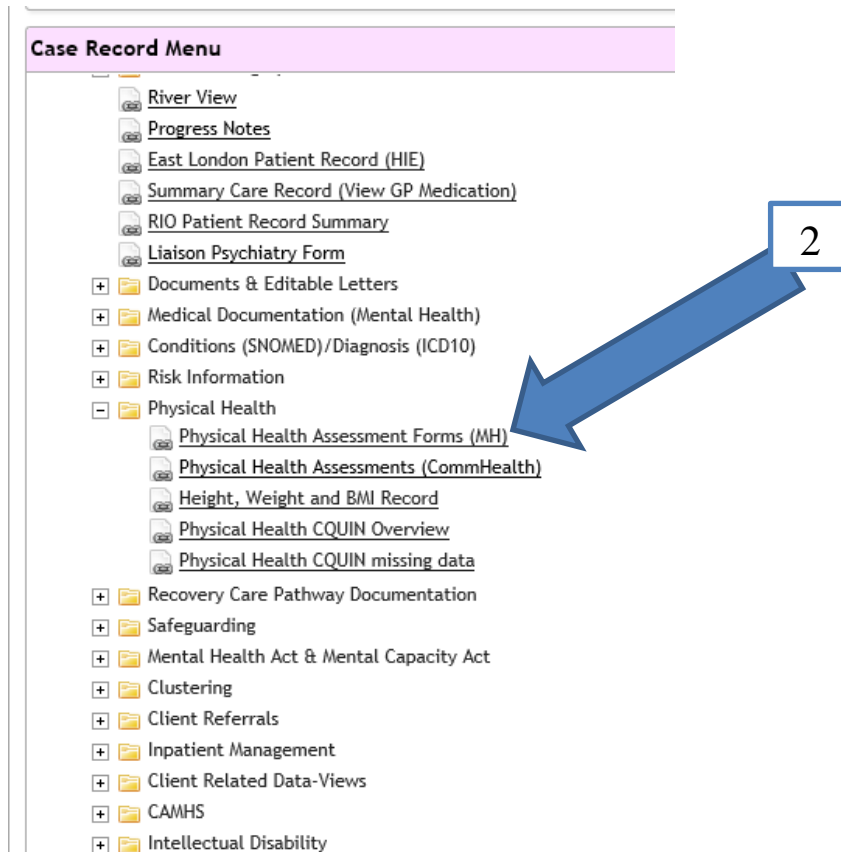 Case Record Menu
River View
Progress Notes
East London Patient Record (HIE)
Summary Care Record (View GP Medication)
RIO Patient Record Summary
2
Liaison Psychiatry Form
Documents & Editable Letters
Medical Documentation (Mental Health)
Conditions (SNOMED)/Diagnosis (ICD10)
Risk Information
Physical Health
Physical Health Assessment Forms (MH)
Physical Health Assessments (CommHealth)
Height, Weight and BMI Record
Physical Health CQUIN Overview
Physical Health CQUIN missing data
Recovery Care Pathway Documentation
Safeguarding
Mental Health Act & Mental Capacity Act
Clustering
Client Referrals
Inpatient Management
Client Related Data-Views
CAMHS
Intellectual Disability